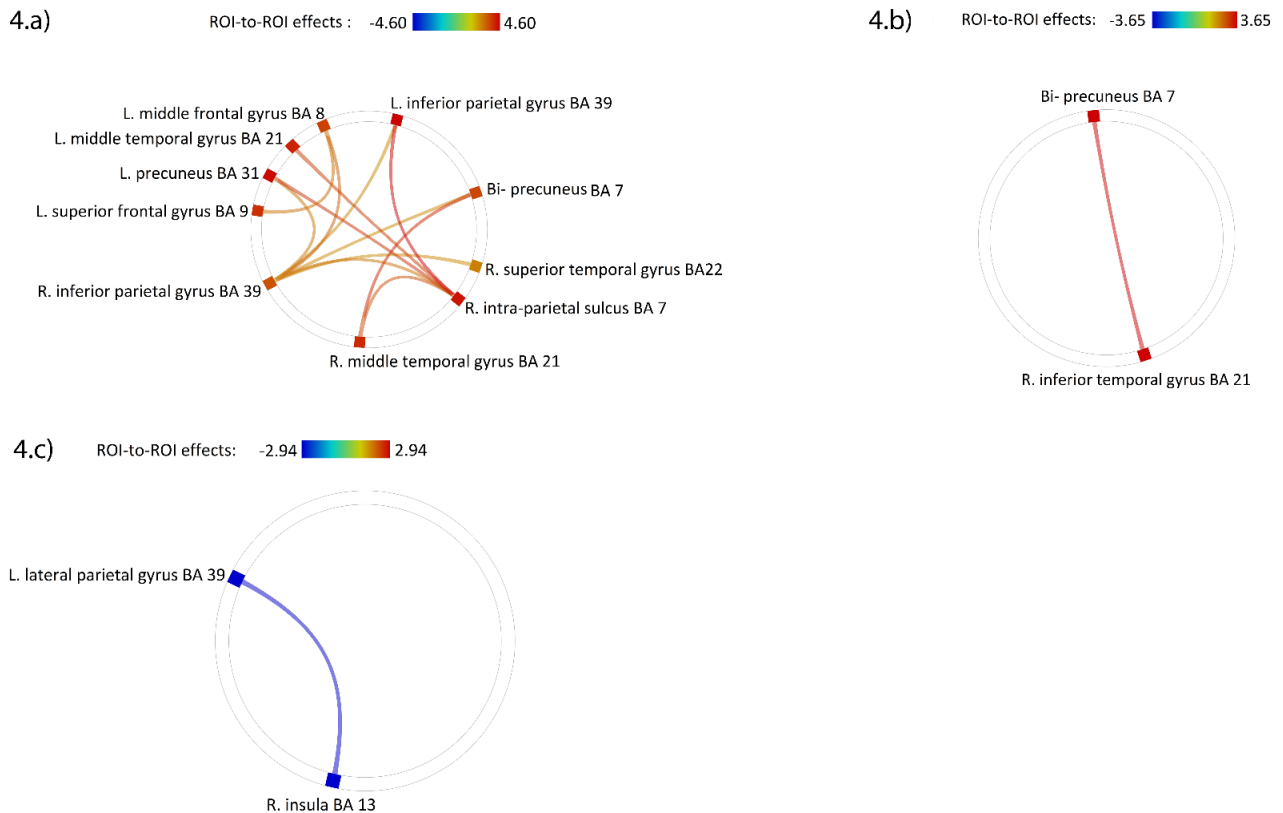 4.a)
ROI-to-ROI effects : -4.60 4.60
L. middle frontal gyrus BA 8
L. inferior parietal gyrus BA 39
L. middle temporal gyrus BA 21
L. precuneus BA 31
Bi- precuneus BA 7
L. superior frontal gyrus BA 9
R. superior temporal gyrus BA22
R. inferior parietal gyrus BA 39
R. intra-parietal sulcus BA 7
R. middle temporal gyrus BA 21
4.b)
ROI-to-ROI effects: -3.65 3.65
Bi- precuneus BA 7
R. inferior temporal gyrus BA 21
4.c)
ROI-to-ROI effects: -2.94 2.94
L. lateral parietal gyrus BA 39
R. insula BA 13